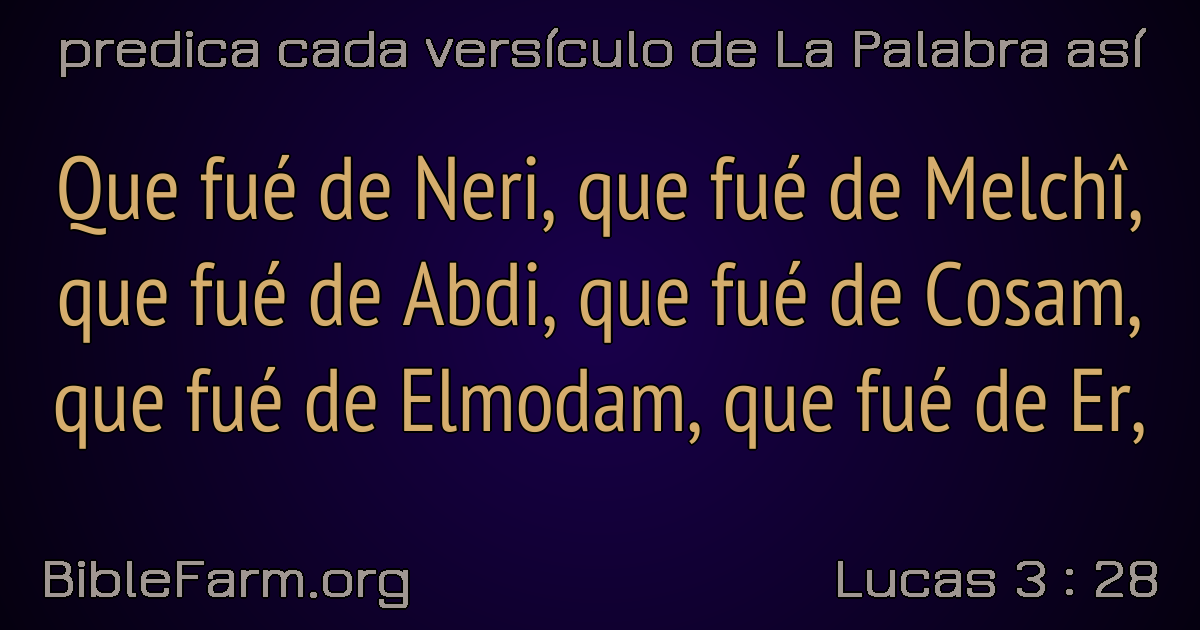 predica cada versículo de La Palabra así
Que fué de Neri, que fué de Melchî,
que fué de Abdi, que fué de Cosam,
que fué de Elmodam, que fué de Er,
BibleFarm.org
Lucas 3 : 28